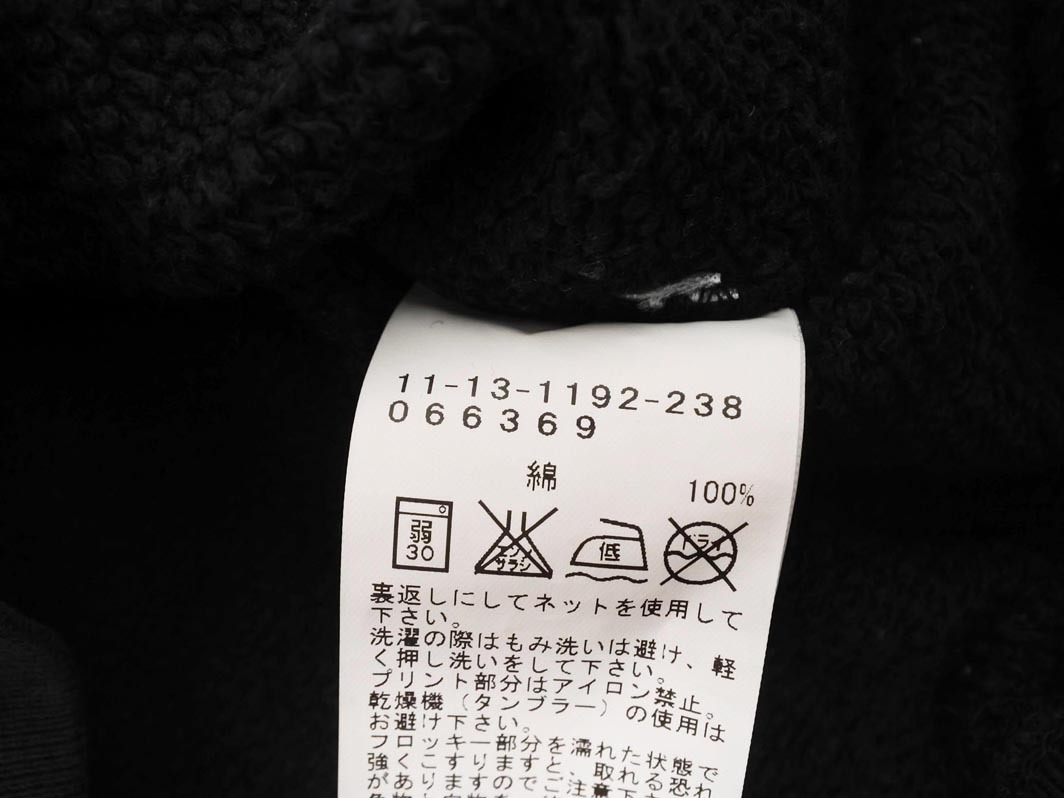 11-13-1192-238
066369
綿 100%
弱 30
エンソ サラシ
低
ドライ
裏返しにしてネットを使用して
下さい。
洗濯の際はもみ洗いは避け、軽
く押し洗いをして下さい。
プリント部分はアイロン禁止。
乾燥機(タンブラー)の使用は
お避け下さい。
フロッキー部分を濡れた状態で
強くこすりますと、取れる恐れ
がありますのでご注意下